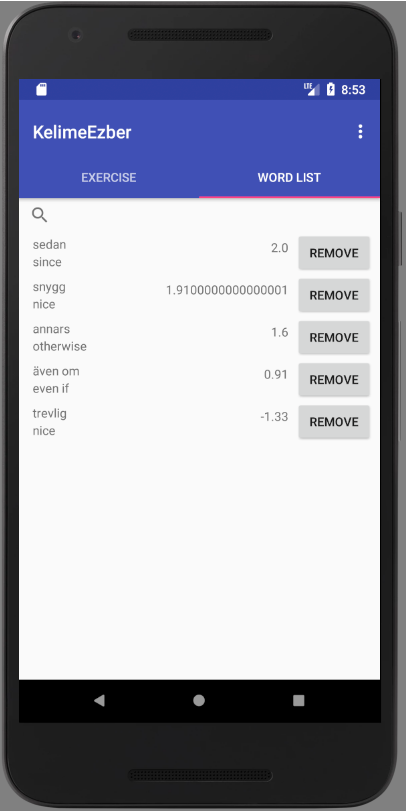 LTE 8:53
KelimeEzber
EXERCISE WORD LIST
sedan
since
2.0 REMOVE
snygg
nice
1.9100000000000001 REMOVE
annars
otherwise
1.6 REMOVE
även om
even if
0.91 REMOVE
trevlig
nice
-1.33 REMOVE